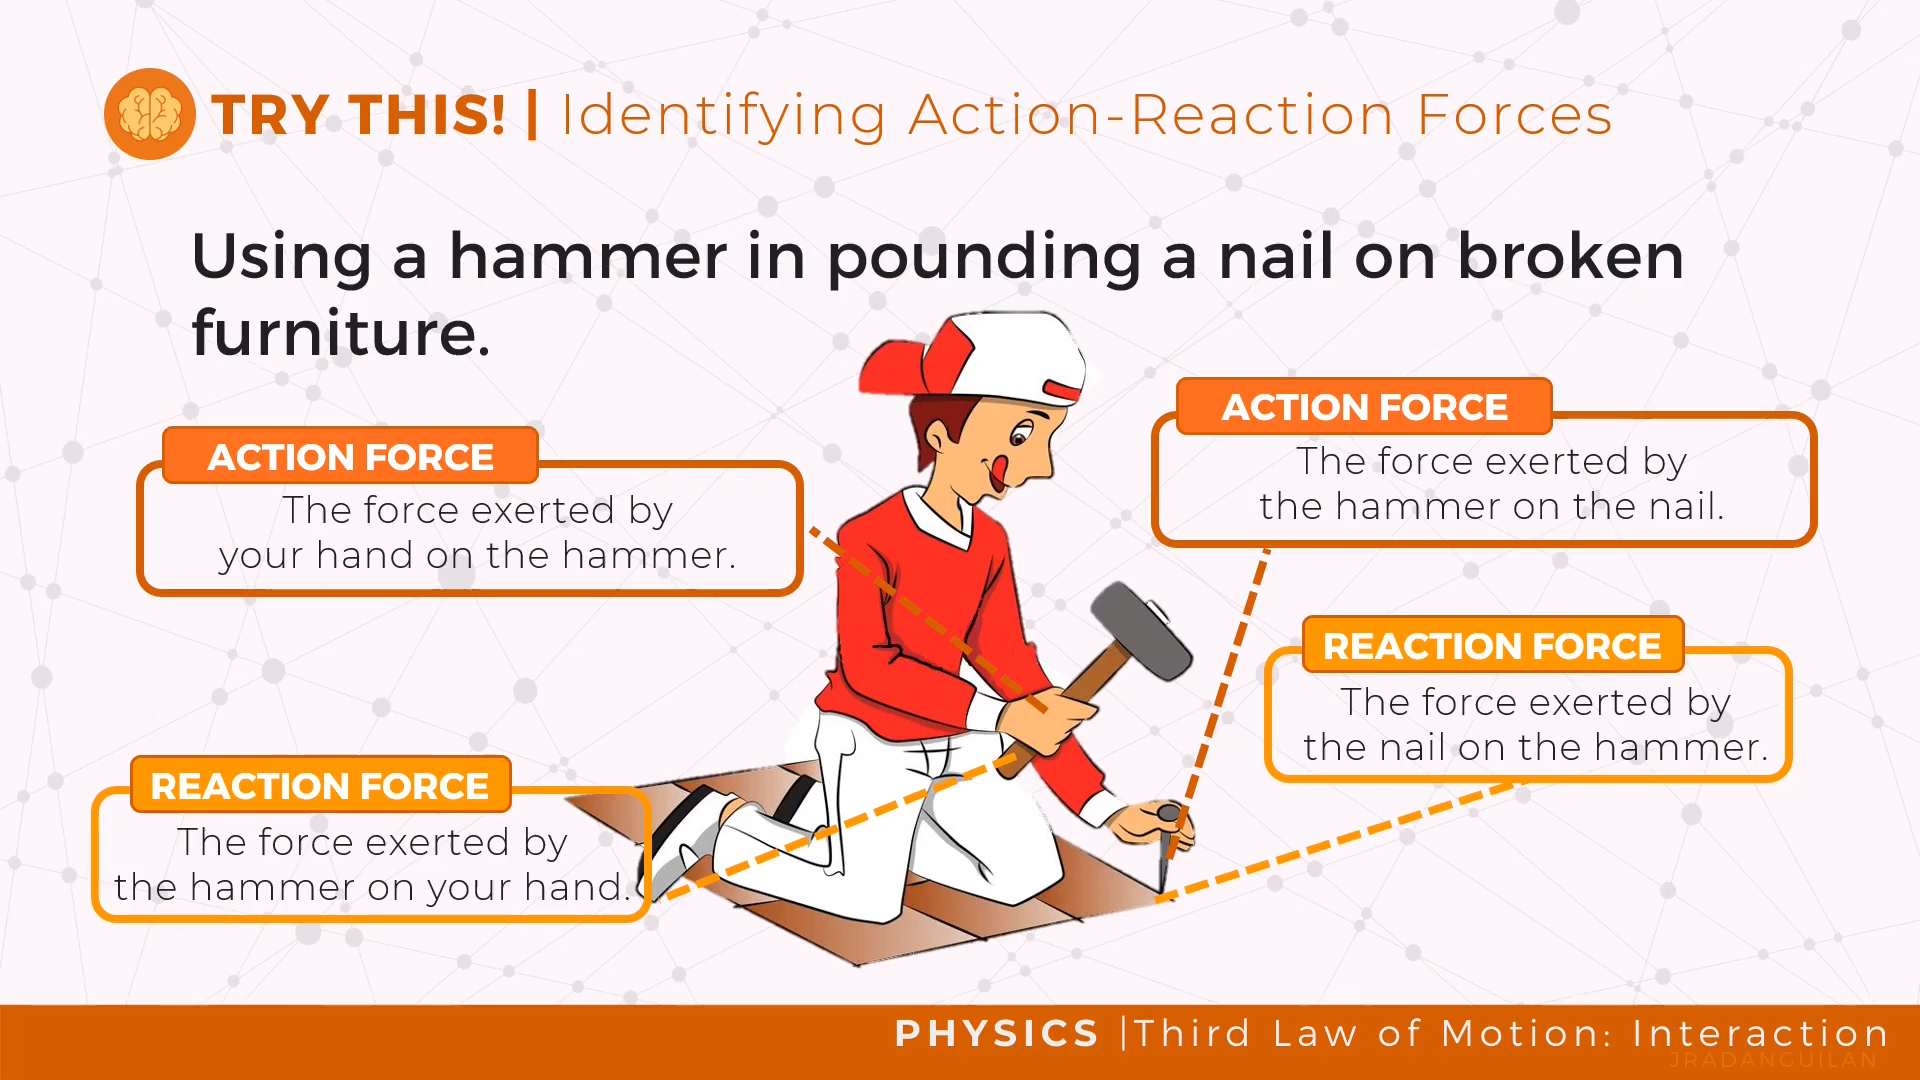 TRY THIS! | Identifying Action-Reaction Forces
Using a hammer in pounding a nail on broken
furniture.
ACTION FORCE
The force exerted by
your hand on the hammer.
ACTION FORCE
The force exerted by
the hammer on the nail.
REACTION FORCE
The force exerted by
the nail on the hammer.
REACTION FORCE
The force exerted by
the hammer on your hand.
PHYSICS |Third Law of Motion: Interaction
JRADANGUILAN